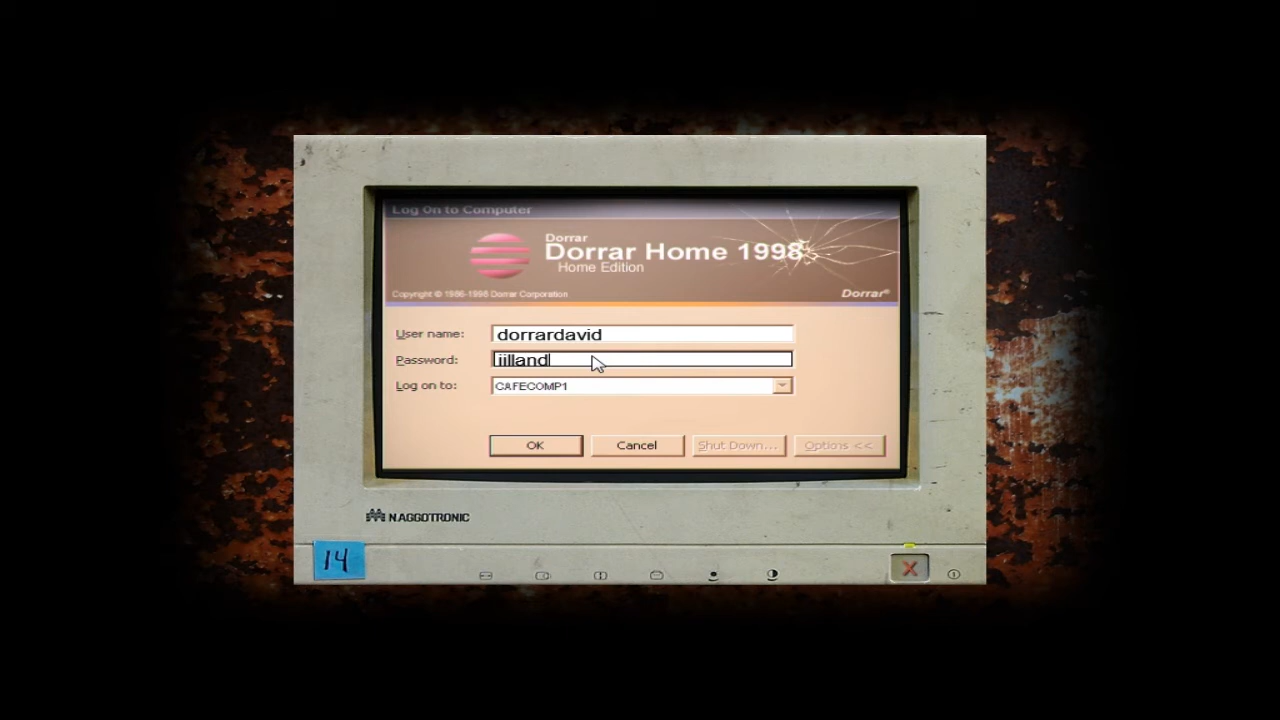 Log On to Computer
Dorrar
Dorrar Home 1998
Home Edition
Copyright © 1986-1998 Dorrar Corporation
Dorrar®
User name: dorrardavid
Password: iilland
Log on to: CAFECOMP1
OK Cancel Shut Down... Options <<
NAGGOTRONIC
14
X